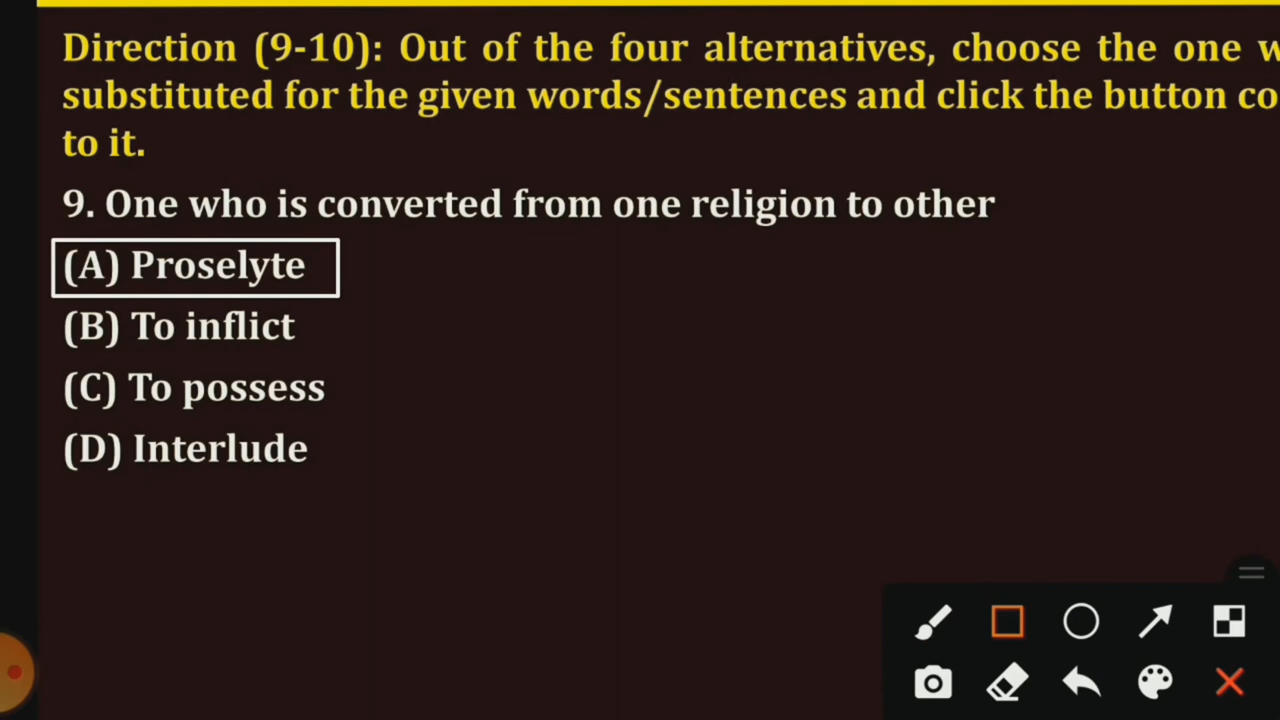 Direction (9-10): Out of the four alternatives, choose the one
substituted for the given words/sentences and click the button
to it.
9. One who is converted from one religion to other
(A) Proselyte
(B) To inflict
(C) To possess
(D) Interlude